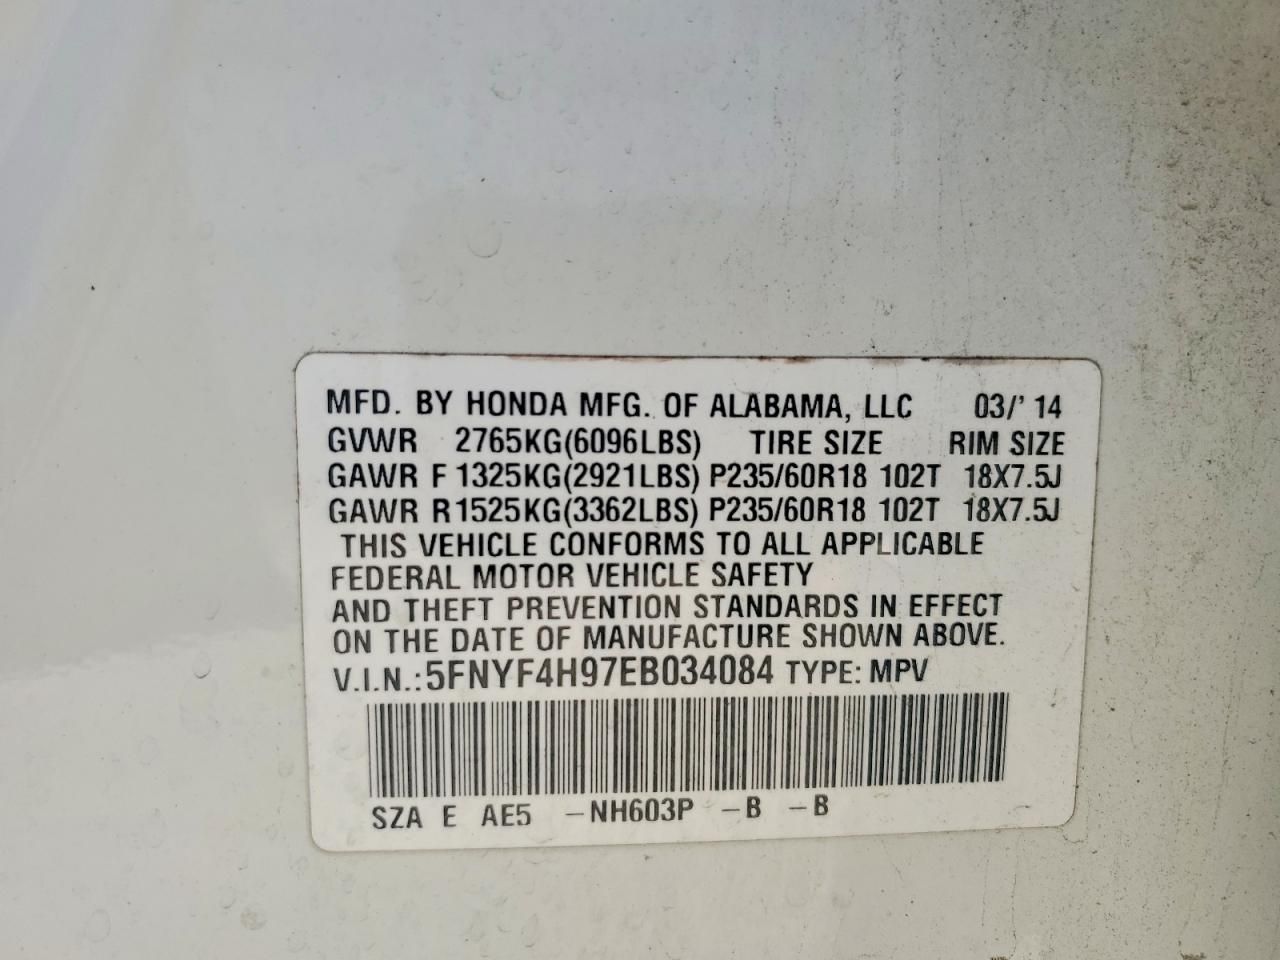 MFD. BY HONDA MFG. OF ALABAMA, LLC 03/' 14
GVWR 2765KG(6096LBS) TIRE SIZE RIM SIZE
GAWR F 1325KG(2921LBS) P235/60R18 102T 18X7.5J
GAWR R1525KG(3362LBS) P235/60R18 102T 18X7.5J
THIS VEHICLE CONFORMS TO ALL APPLICABLE
FEDERAL MOTOR VEHICLE SAFETY
AND THEFT PREVENTION STANDARDS IN EFFECT
ON THE DATE OF MANUFACTURE SHOWN ABOVE.
V.I.N.:5FNYF4H97EB034084 TYPE: MPV
SZA E AE5 -NH603P -B -B